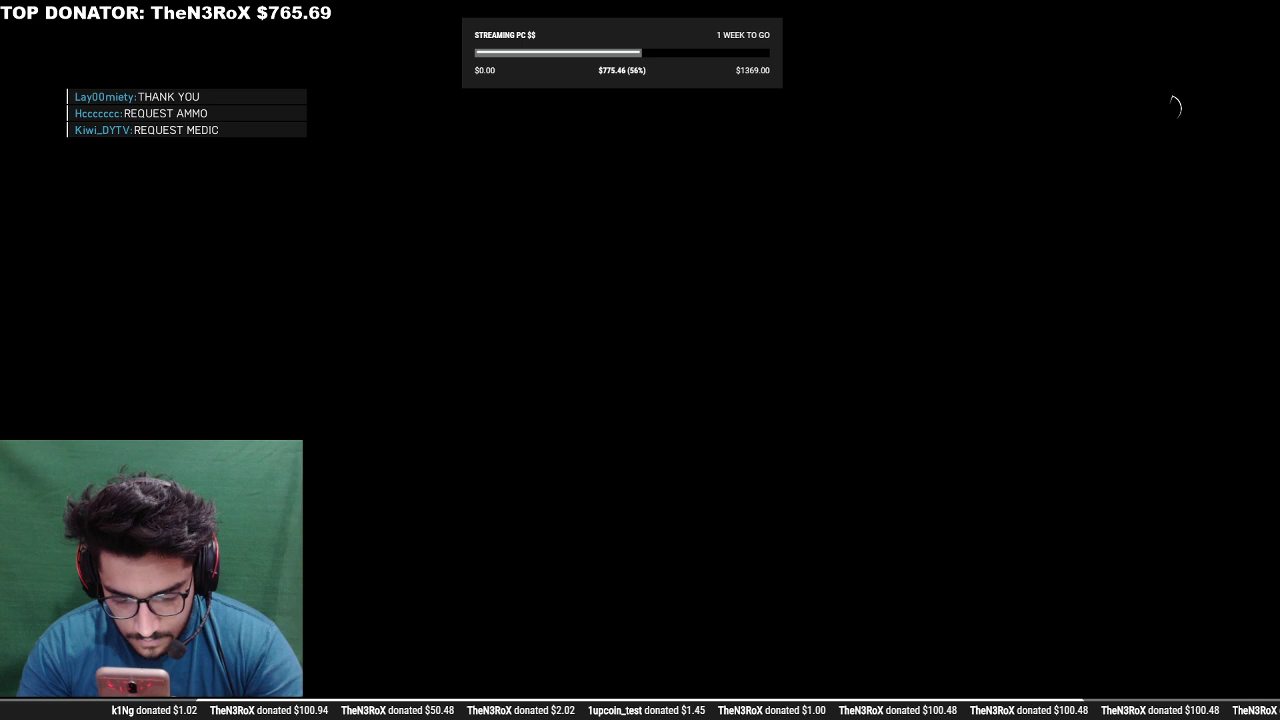 TOP DONATOR: TheN3RoX $765.69
STREAMING PC $$ 1 WEEK TO GO
$0.00 $775.46 (56%) $1369.00
Lay00miety: THANK YOU
Hccccccc: REQUEST AMMO
Kiwi_DYTV: REQUEST MEDIC
k1Ng donated $1.02 TheN3RoX donated $100.94 TheN3RoX donated $50.48 TheN3RoX donated $2.02 1upcoin_test donated $1.45 TheN3RoX donated $1.00 TheN3RoX donated $100.48 TheN3RoX donated $100.48 TheN3RoX donated $100.48 TheN3RoX